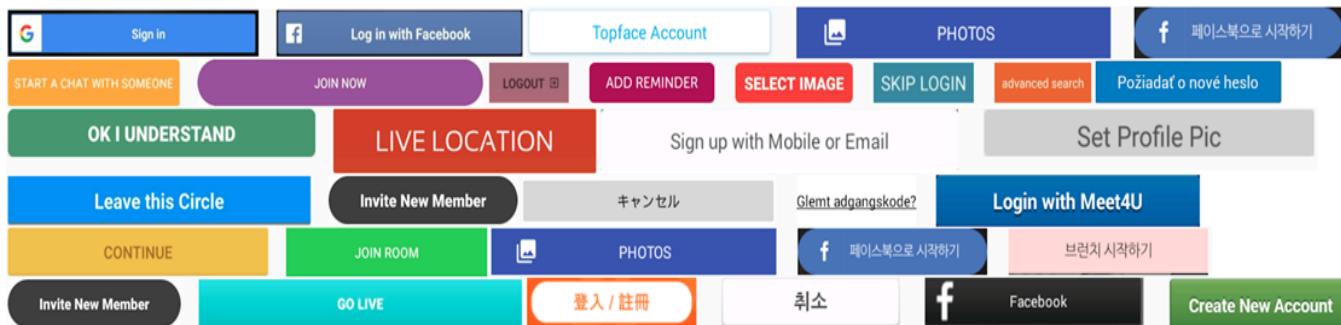 Sign in Log in with Facebook Topface Account PHOTOS 페이스북으로 시작하기
START A CHAT WITH SOMEONE JOIN NOW LOGOUT ADD REMINDER SELECT IMAGE SKIP LOGIN advanced search Požiadať o nové heslo
OK I UNDERSTAND LIVE LOCATION Sign up with Mobile or Email Set Profile Pic
Leave this Circle Invite New Member キャンセル Glemt adgangskode? Login with Meet4U
CONTINUE JOIN ROOM PHOTOS 페이스북으로 시작하기 브런치 시작하기
Invite New Member GO LIVE 登入 / 註冊 취소 Facebook Create New Account